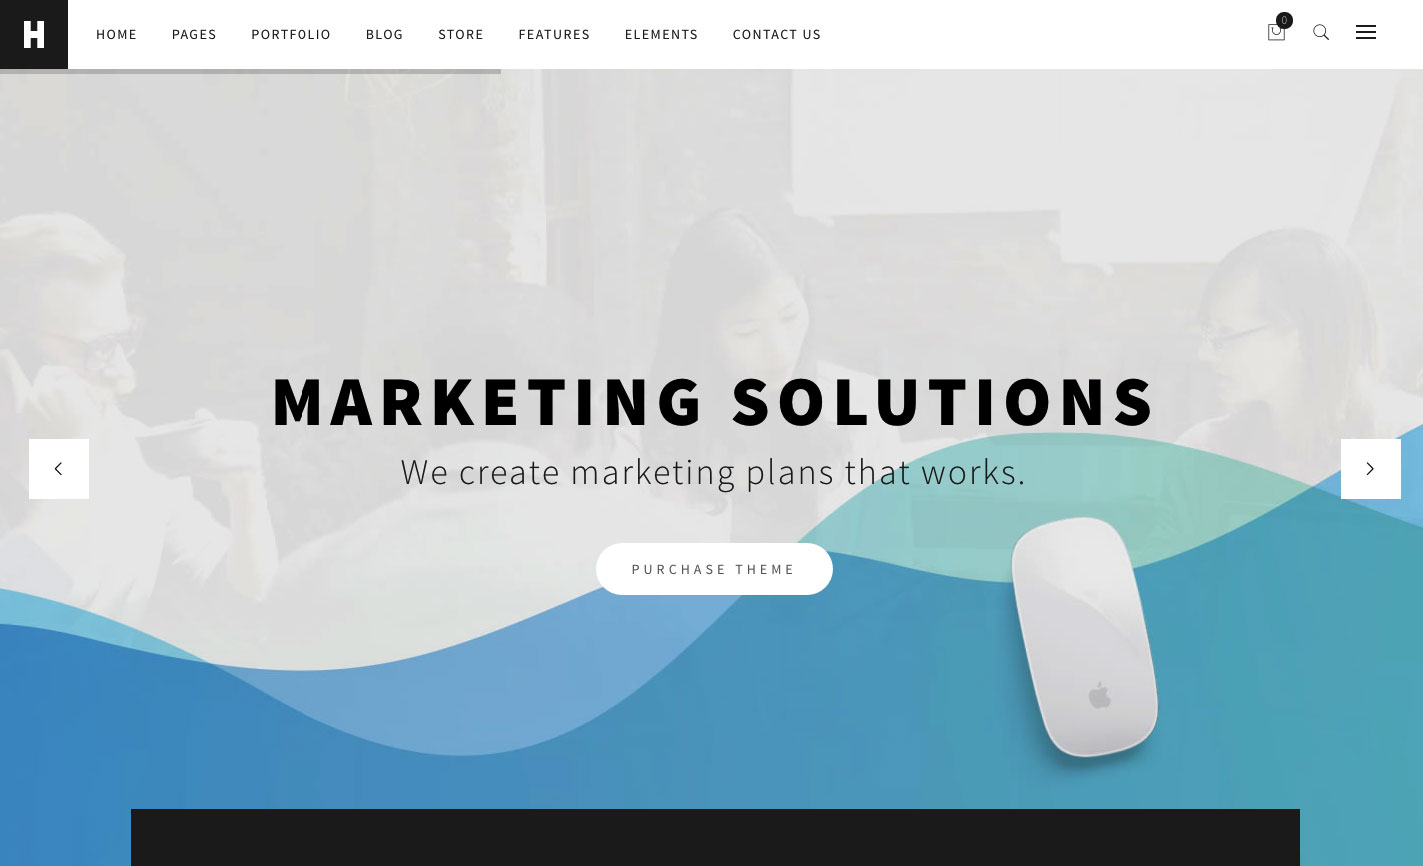 H
HOME PAGES PORTFOLIO BLOG STORE FEATURES ELEMENTS CONTACT US
0
MARKETING SOLUTIONS
We create marketing plans that works.
PURCHASE THEME